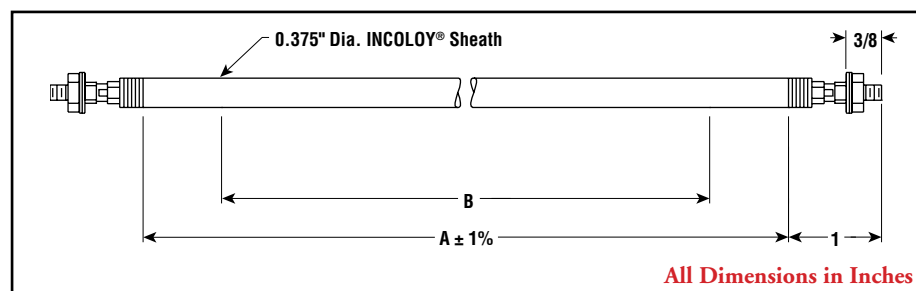 0.375" Dia. INCOLOY® Sheath
3/8
B
A ± 1%
1
All Dimensions in Inches